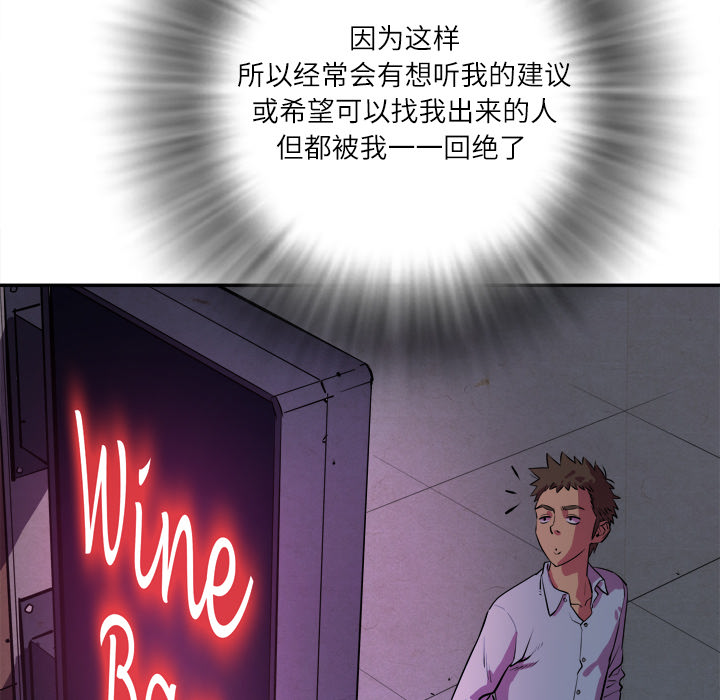 因为这样
所以经常会有想听我的建议
或希望可以找我出来的人
但都被我一一回绝了
Wine
Ba